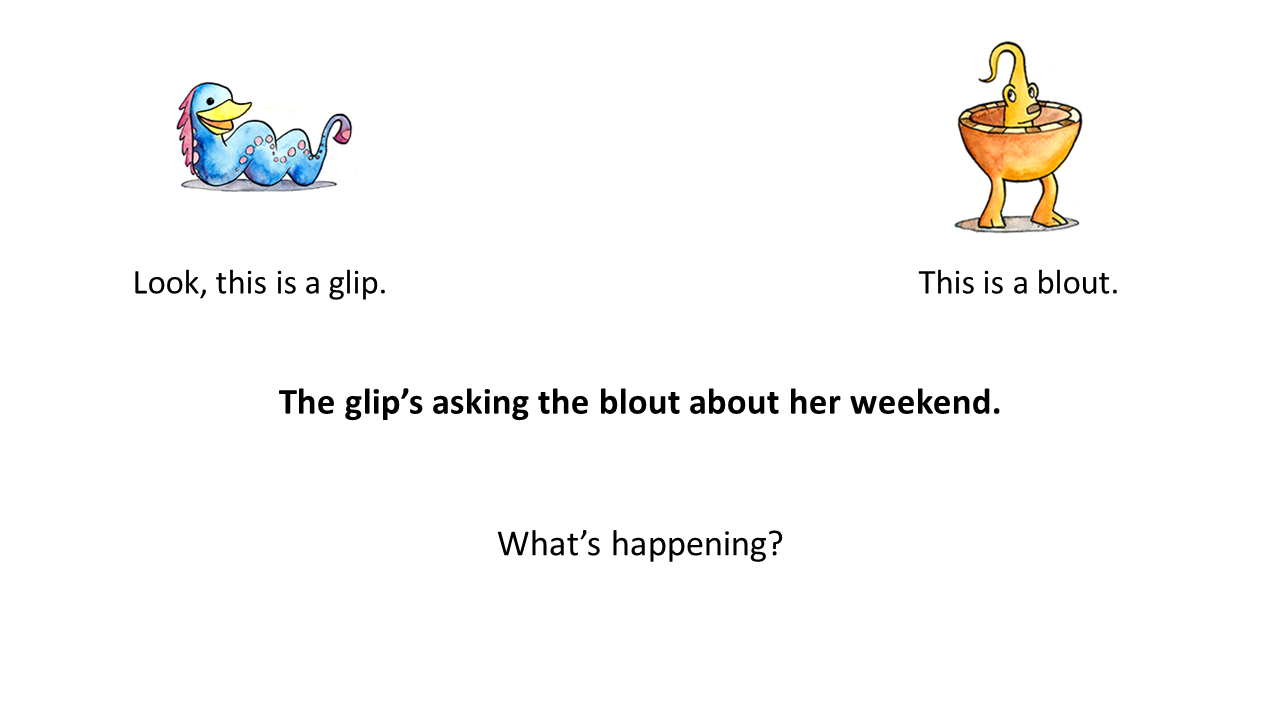 Look, this is a glip.
This is a blout.
The glip’s asking the blout about her weekend.
What’s happening?